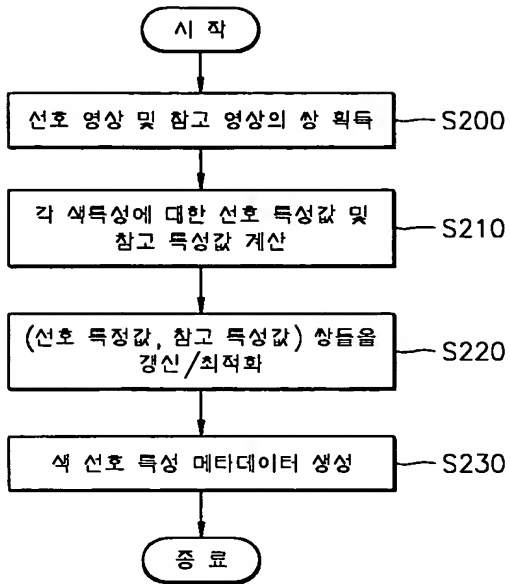 시 작
선호 영상 및 참고 영상의 쌍 획득
S200
각 색특성에 대한 선호 특성값 및
참고 특성값 계산
S210
(선호 특정값, 참고 특성값) 쌍들을
갱신/최적화
S220
색 선호 특성 메타데이터 생성
S230
종 료